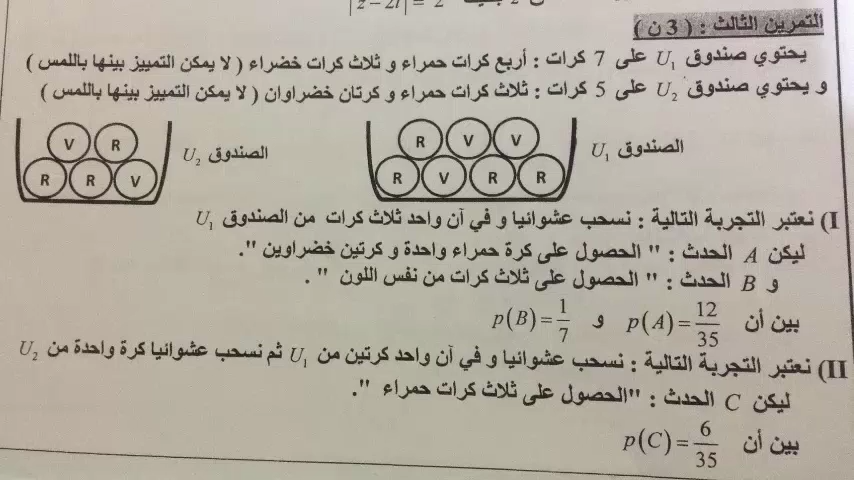 |z − 2i| = 2
التمرين الثالث : ( 3 ن )
يحتوي صندوق U₁ على 7 كرات : أربع كرات حمراء و ثلاث كرات خضراء ( لا يمكن التمييز بينها باللمس )
و يحتوي صندوق U₂ على 5 كرات : ثلاث كرات حمراء و كرتان خضراوان ( لا يمكن التمييز بينها باللمس )
الصندوق U₁
R V V
R V R R
الصندوق U₂
V R
R R V
I) نعتبر التجربة التالية : نسحب عشوائيا و في آن واحد ثلاث كرات من الصندوق U₁
ليكن A الحدث : " الحصول على كرة حمراء واحدة و كرتين خضراوين ".
و B الحدث : " الحصول على ثلاث كرات من نفس اللون " .
بين أن p(A) = 12/35 و p(B) = 1/7
II) نعتبر التجربة التالية : نسحب عشوائيا و في آن واحد كرتين من U₁ ثم نسحب عشوائيا كرة واحدة من U₂
ليكن C الحدث : "الحصول على ثلاث كرات حمراء ".
بين أن p(C) = 6/35